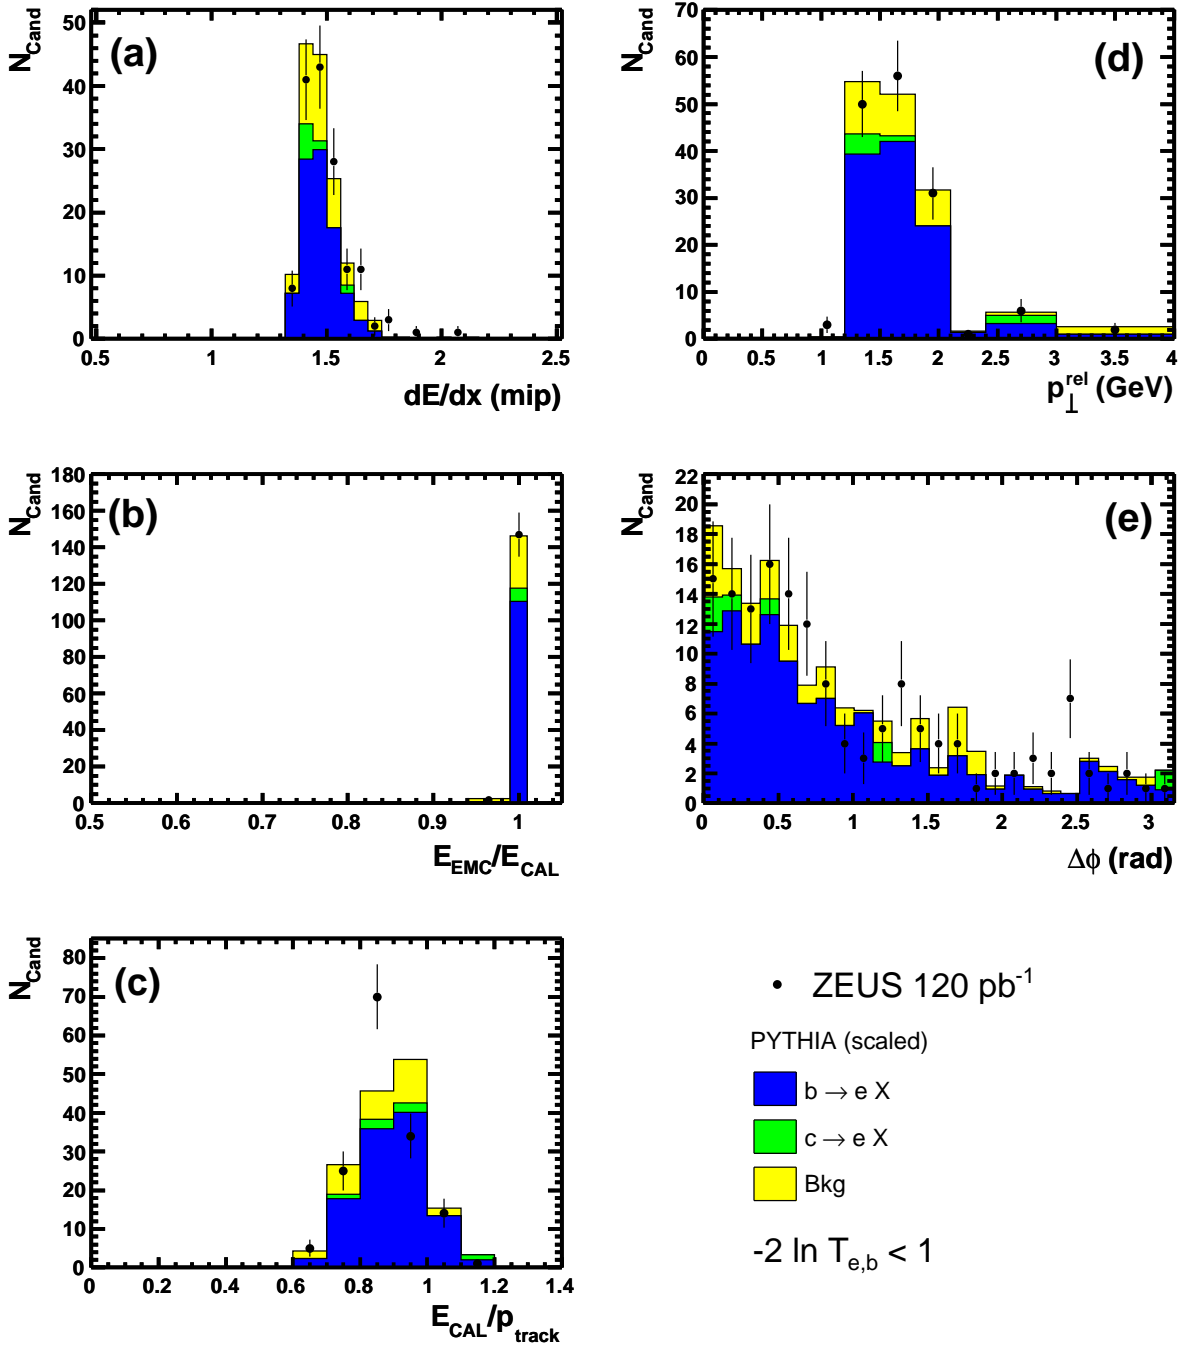 (a)
N_Cand
50
40
30
20
10
0
0.5 1 1.5 2 2.5
dE/dx (mip)
(d)
N_Cand
70
60
50
40
30
20
10
0
0 0.5 1 1.5 2 2.5 3 3.5 4
p_⊥^rel (GeV)
(b)
N_Cand
180
160
140
120
100
80
60
40
20
0
0.5 0.6 0.7 0.8 0.9 1
E_EMC/E_CAL
(e)
N_Cand
22
20
18
16
14
12
10
8
6
4
2
0
0 0.5 1 1.5 2 2.5 3
Δϕ (rad)
(c)
N_Cand
80
70
60
50
40
30
20
10
0
0 0.2 0.4 0.6 0.8 1 1.2 1.4
E_CAL/p_track
• ZEUS 120 pb^-1
PYTHIA (scaled)
b → e X
c → e X
Bkg
-2 ln T_e,b < 1